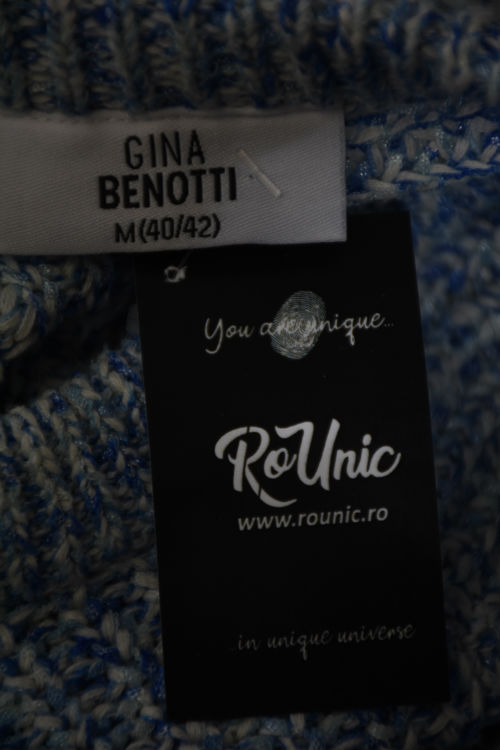 GINA
BENOTTI
M(40/42)
You are unique...
RoUnic
www.rounic.ro
...in unique universe